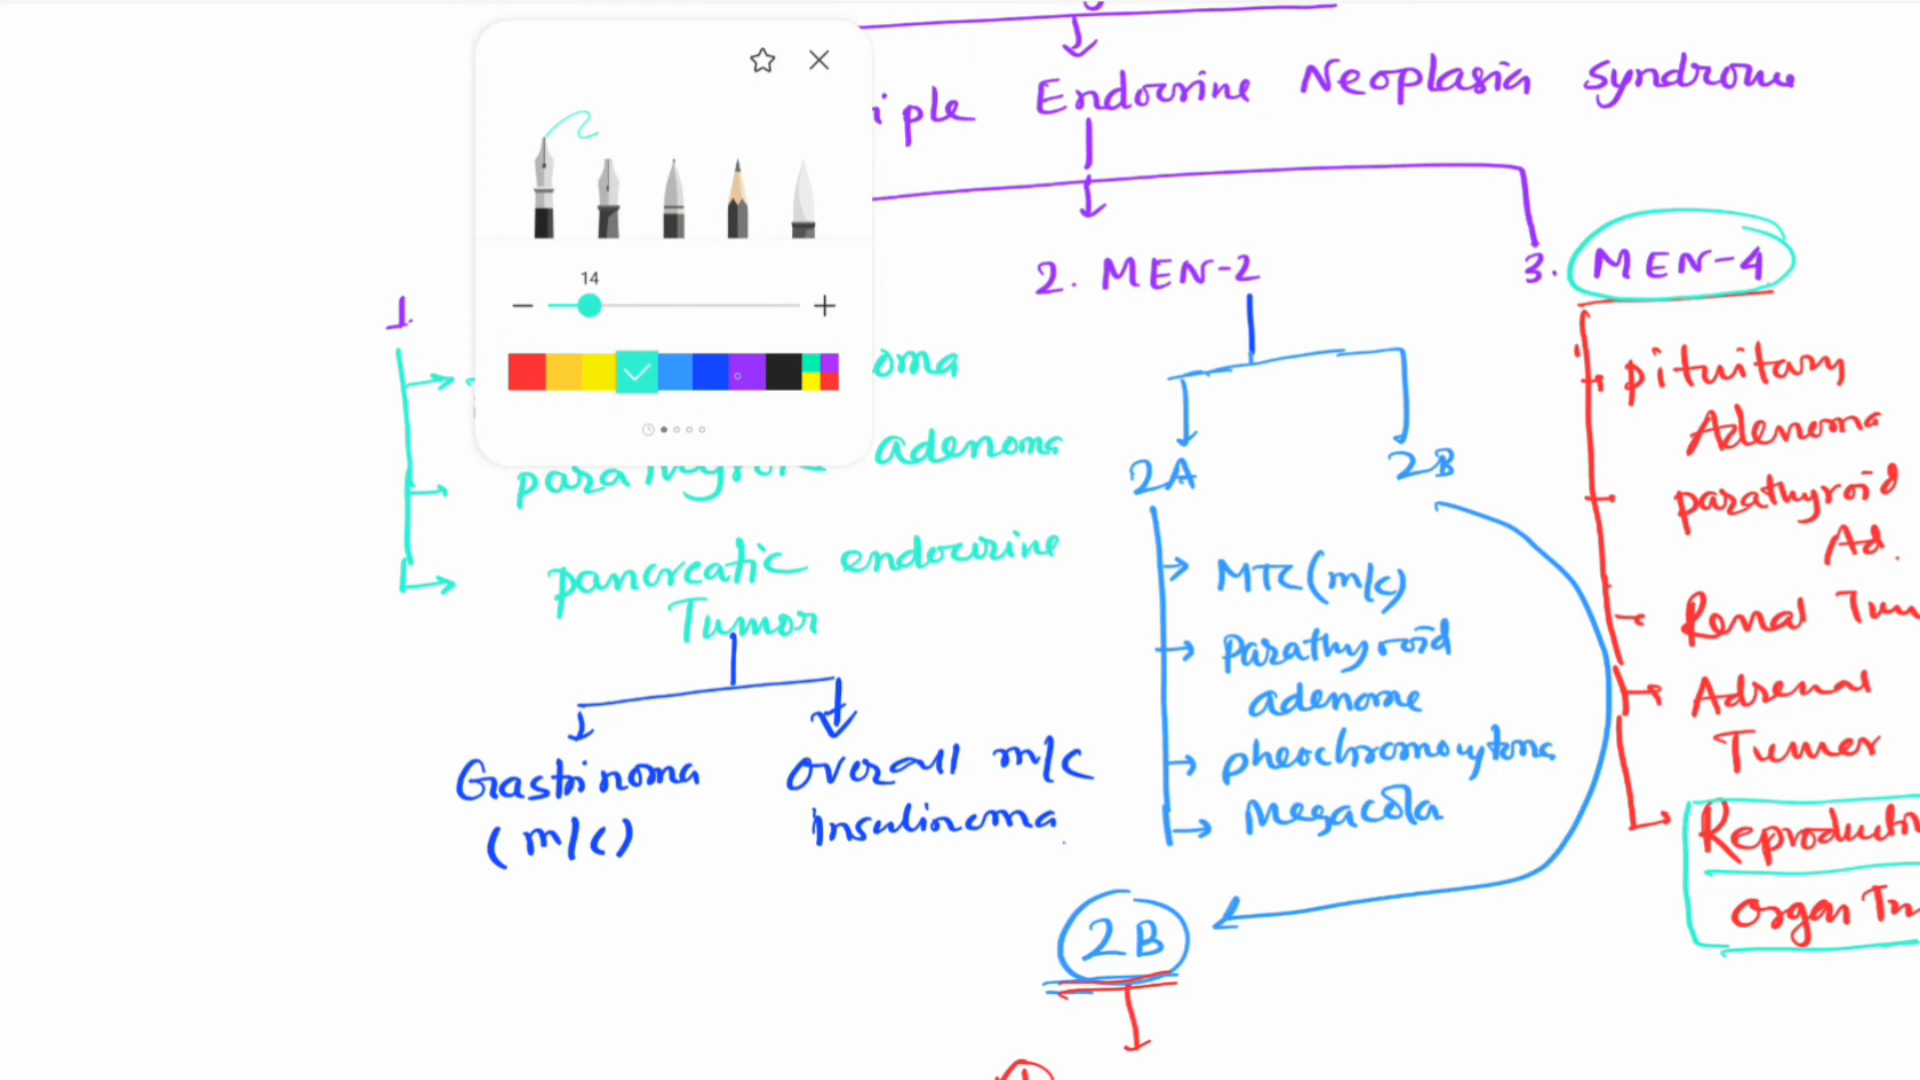 iple Endocrine Neoplasia syndrome
14
1.
2. MEN-2
3. MEN-4
oma
adenoma
pancreatic endocrine
Tumor
Gastrinoma
(m/c)
overall m/c
insulinoma
2A
2B
MTC (m/c)
Parathyroid
adenoma
pheochromocytoma
Megacola
2B
pituitary
Adenoma
parathyroid
Ad.
Renal Tum
Adrenal
Tumer
Reproductiv
organ Tu